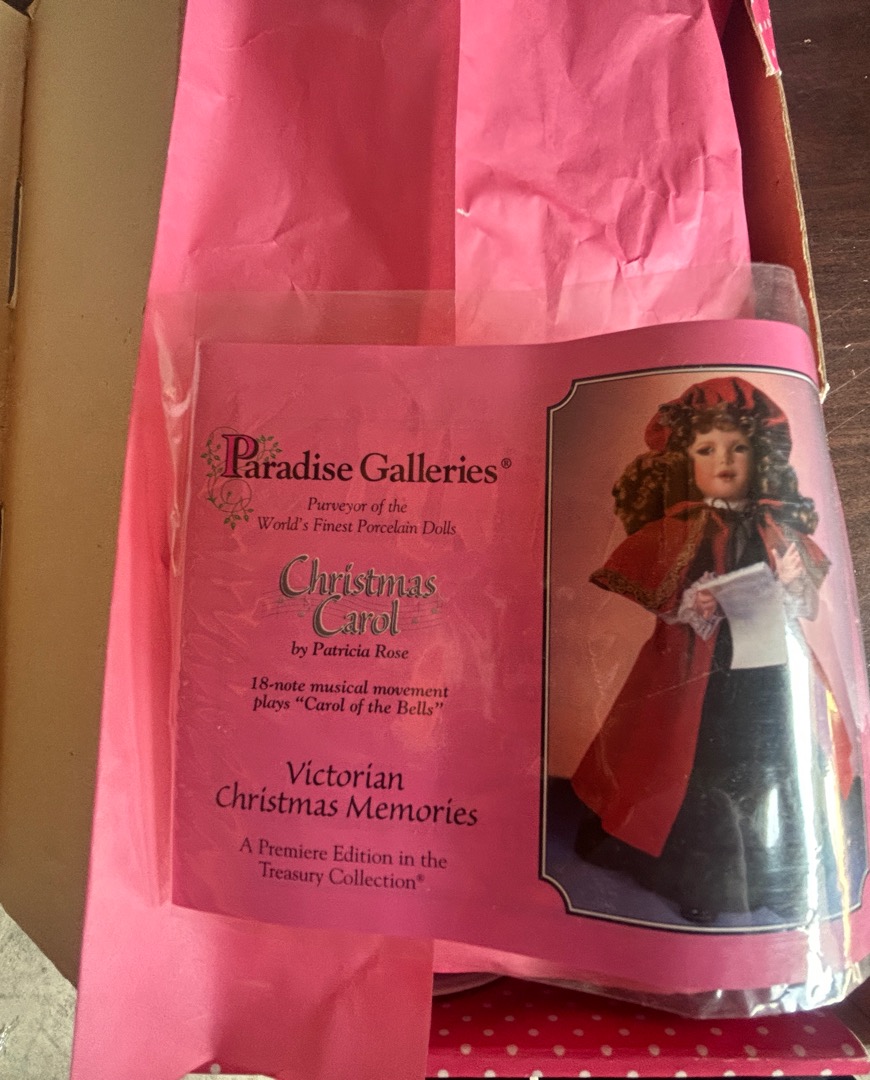 Paradise Galleries®
Purveyor of the
World's Finest Porcelain Dolls
Christmas
Carol
by Patricia Rose
18-note musical movement
plays "Carol of the Bells"
Victorian
Christmas Memories
A Premiere Edition in the
Treasury Collection®